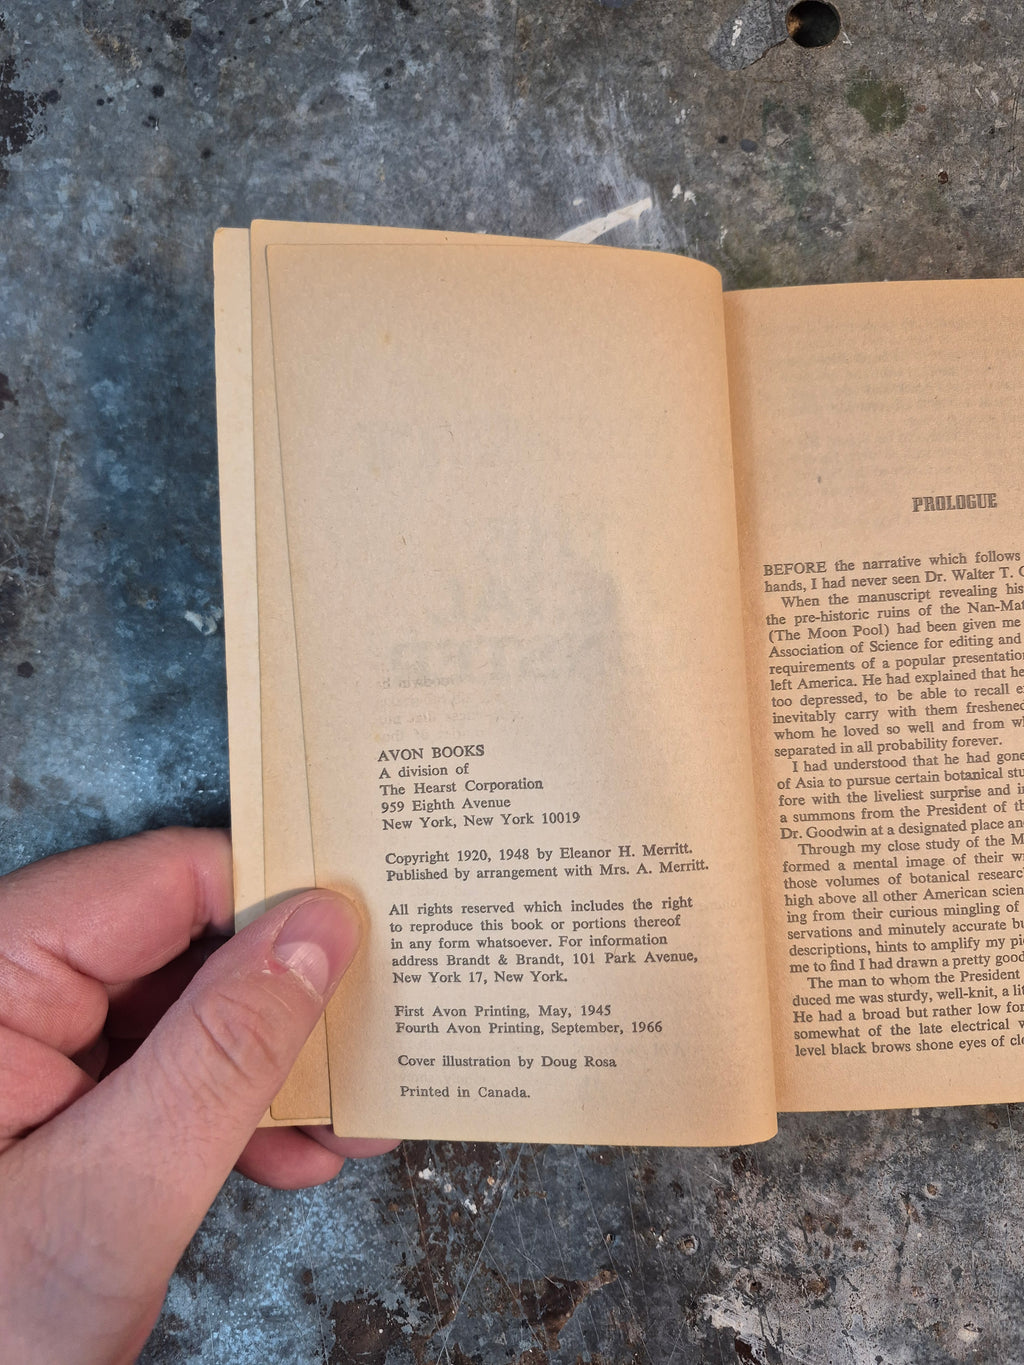 AVON BOOKS
A division of
The Hearst Corporation
959 Eighth Avenue
New York, New York 10019
Copyright 1920, 1948 by Eleanor H. Merritt.
Published by arrangement with Mrs. A. Merritt.
All rights reserved which includes the right
to reproduce this book or portions thereof
in any form whatsoever. For information
address Brandt & Brandt, 101 Park Avenue,
New York 17, New York.
First Avon Printing, May, 1945
Fourth Avon Printing, September, 1966
Cover illustration by Doug Rosa
Printed in Canada.
PROLOGUE
BEFORE the narrative which follows
hands, I had never seen Dr. Walter T.
When the manuscript revealing his
the pre-historic ruins of the
(The Moon Pool) had been given me
Association of Science for editing and
requirements of a popular presentation
left America. He had explained that he
too depressed, to be able to recall
inevitably carry with them freshened
whom he loved so well and from
separated in all probability forever.
I had understood that he had gone
of Asia to pursue certain botanical
fore with the liveliest surprise and
a summons from the President of
Dr. Goodwin at a designated place
Through my close study of the
formed a mental image of their
those volumes of botanical
high above all other American
ing from their curious mingling of
servations and minutely accurate
descriptions, hints to amplify my
me to find I had drawn a pretty good
The man to whom the President
duced me was sturdy, well-knit, a
He had a broad but rather low
somewhat of the late electrical
level black brows shone eyes of